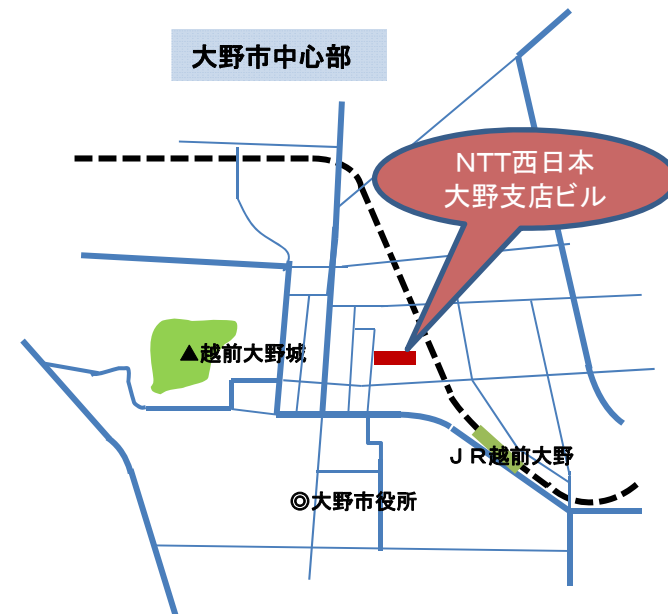 大野市中心部
NTT西日本
大野支店ビル
▲越前大野城
ＪＲ越前大野
◎大野市役所